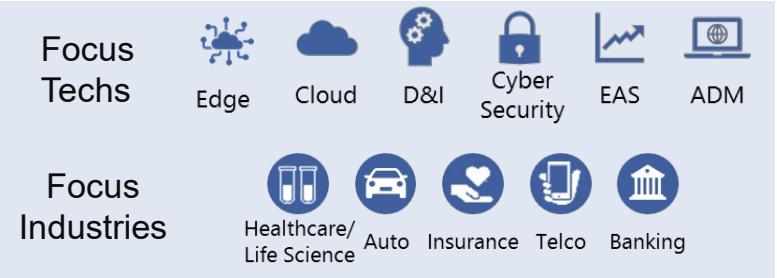 Focus
Techs
Edge
Cloud
D&I
Cyber
Security
EAS
ADM
Focus
Industries
Healthcare/
Life Science
Auto
Insurance
Telco
Banking